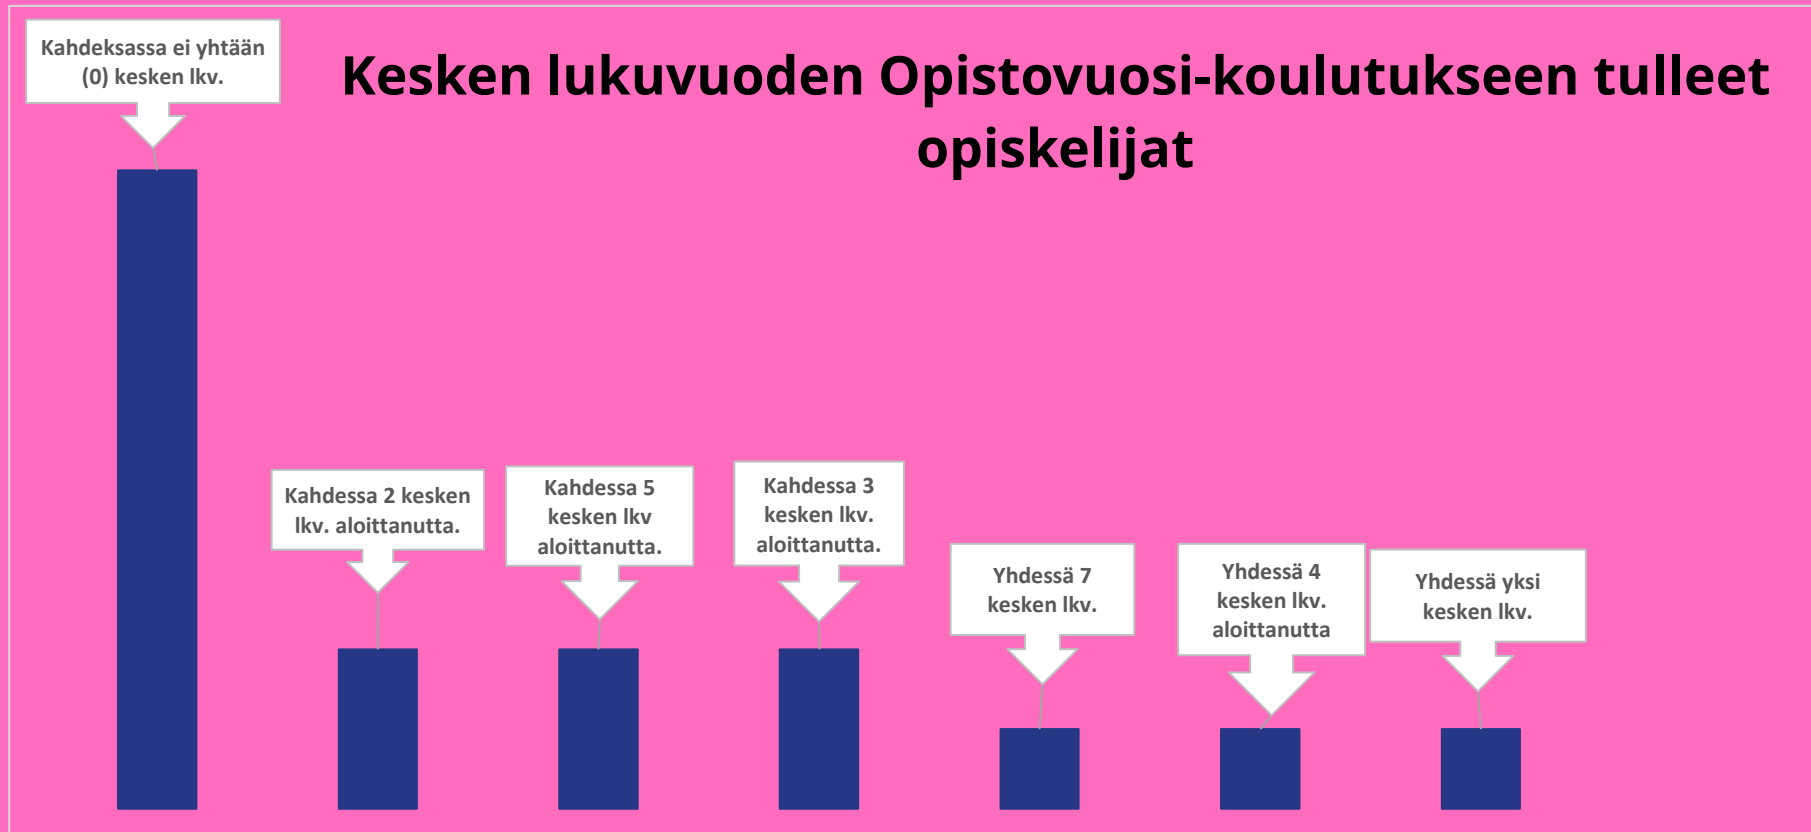 Kahdeksassa ei yhtään
(0) kesken lkv.
Kesken lukuvuoden Opistovuosi-koulutukseen tulleet
opiskelijat
Kahdessa 2 kesken
lkv. aloittanutta.
Kahdessa 5
kesken lkv
aloittanutta.
Kahdessa 3
kesken lkv.
aloittanutta.
Yhdessä 7
kesken lkv.
Yhdessä 4
kesken lkv.
aloittanutta
Yhdessä yksi
kesken lkv.